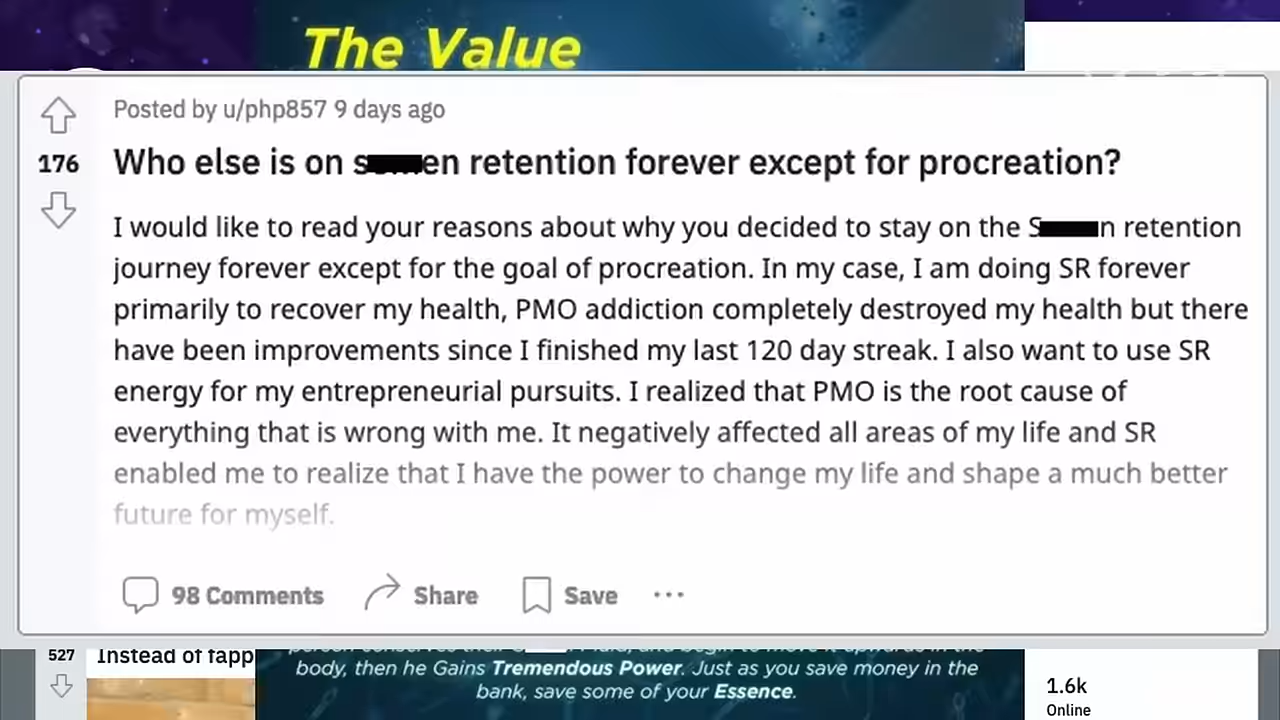 The Value
Posted by u/php857 9 days ago
176
Who else is on s en retention forever except for procreation?
I would like to read your reasons about why you decided to stay on the S n retention
journey forever except for the goal of procreation. In my case, I am doing SR forever
primarily to recover my health, PMO addiction completely destroyed my health but there
have been improvements since I finished my last 120 day streak. I also want to use SR
energy for my entrepreneurial pursuits. I realized that PMO is the root cause of
everything that is wrong with me. It negatively affected all areas of my life and SR
enabled me to realize that I have the power to change my life and shape a much better
future for myself.
98 Comments Share Save ...
527 Instead of fapp
body, then he Gains Tremendous Power. Just as you save money in the
bank, save some of your Essence.
1.6k
Online